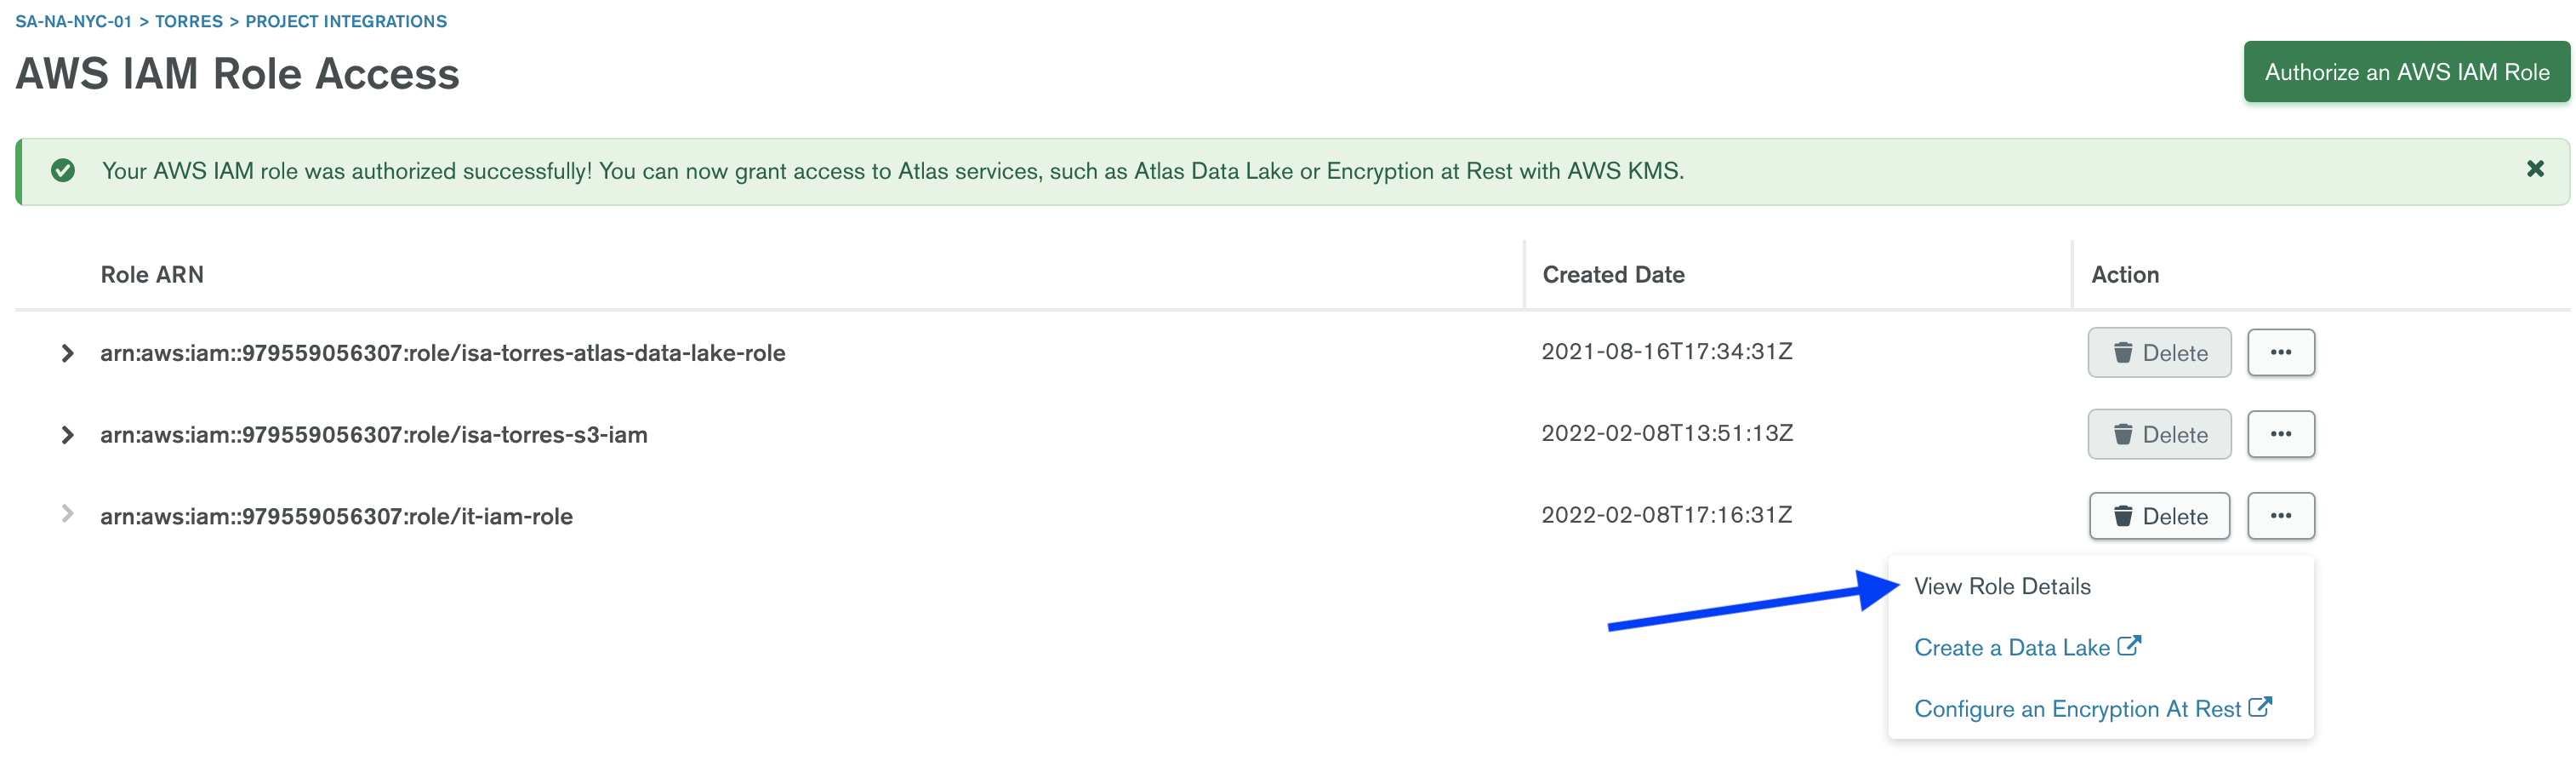 SA-NA-NYC-01 > TORRES > PROJECT INTEGRATIONS
AWS IAM Role Access
Authorize an AWS IAM Role
Your AWS IAM role was authorized successfully! You can now grant access to Atlas services, such as Atlas Data Lake or Encryption at Rest with AWS KMS.
Role ARN Created Date Action
arn:aws:iam::979559056307:role/isa-torres-atlas-data-lake-role 2021-08-16T17:34:31Z Delete •••
arn:aws:iam::979559056307:role/isa-torres-s3-iam 2022-02-08T13:51:13Z Delete •••
arn:aws:iam::979559056307:role/it-iam-role 2022-02-08T17:16:31Z Delete •••
View Role Details
Create a Data Lake
Configure an Encryption At Rest